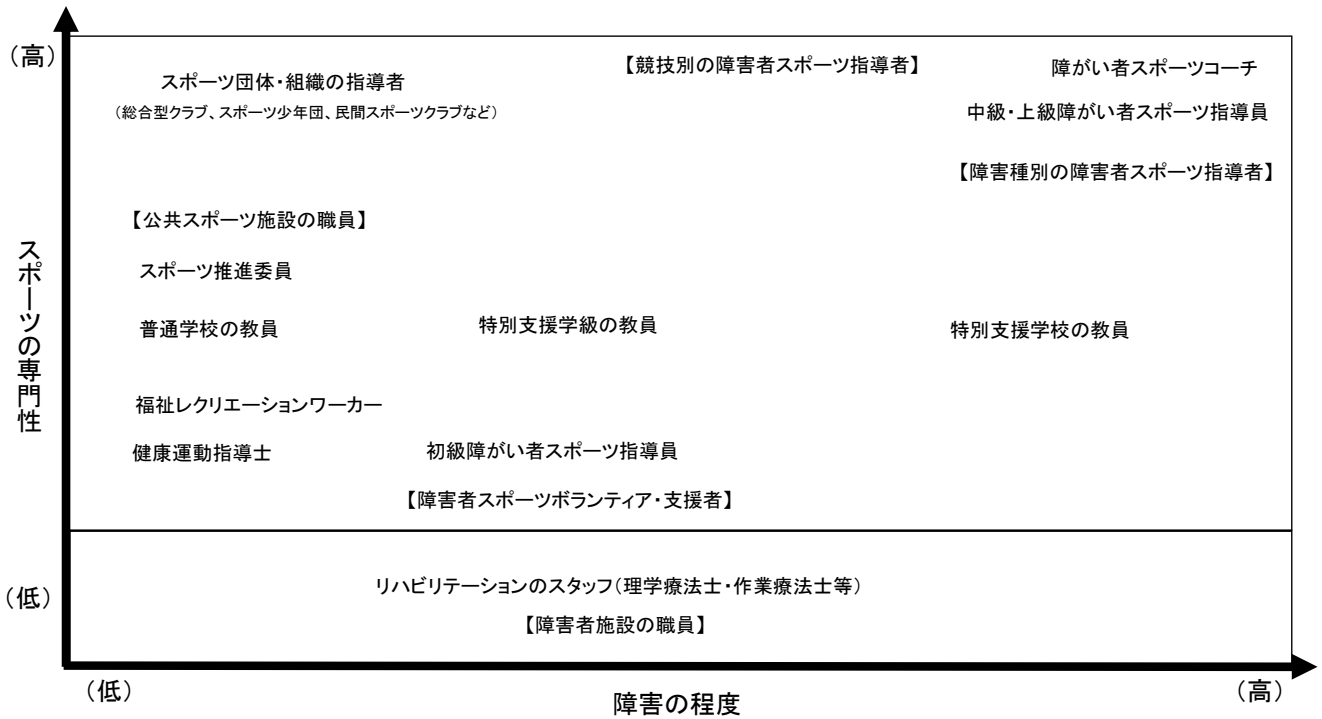 (高)
スポーツ団体・組織の指導者
(総合型クラブ、スポーツ少年団、民間スポーツクラブなど)
【競技別の障害者スポーツ指導者】
障がい者スポーツコーチ
中級・上級障がい者スポーツ指導員
【障害種別の障害者スポーツ指導者】
【公共スポーツ施設の職員】
スポーツ推進委員
普通学校の教員
特別支援学級の教員
特別支援学校の教員
スポーツの専門性
福祉レクリエーションワーカー
健康運動指導士
初級障がい者スポーツ指導員
【障害者スポーツボランティア・支援者】
(低)
リハビリテーションのスタッフ(理学療法士・作業療法士等)
【障害者施設の職員】
(低)
障害の程度
(高)